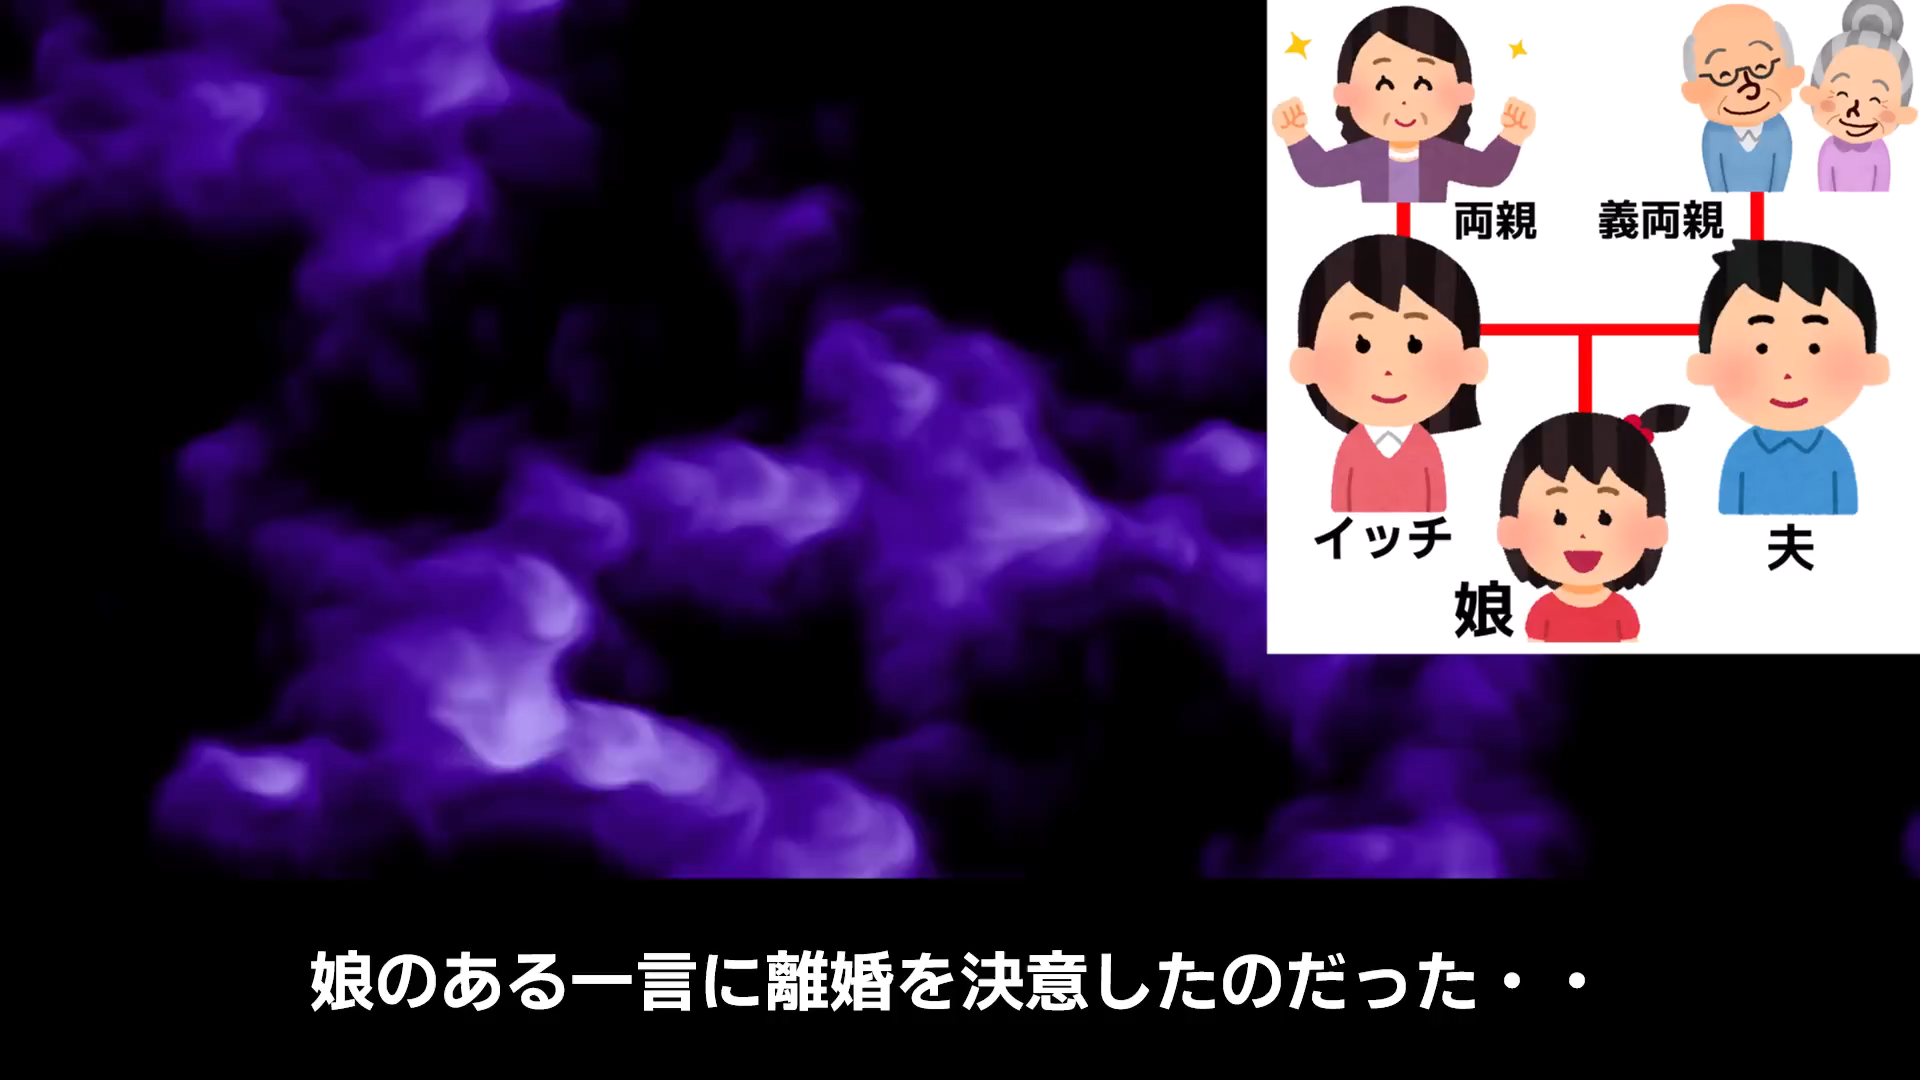 両親
義両親
イッチ
夫
娘
娘のある一言に離婚を決意したのだった・・